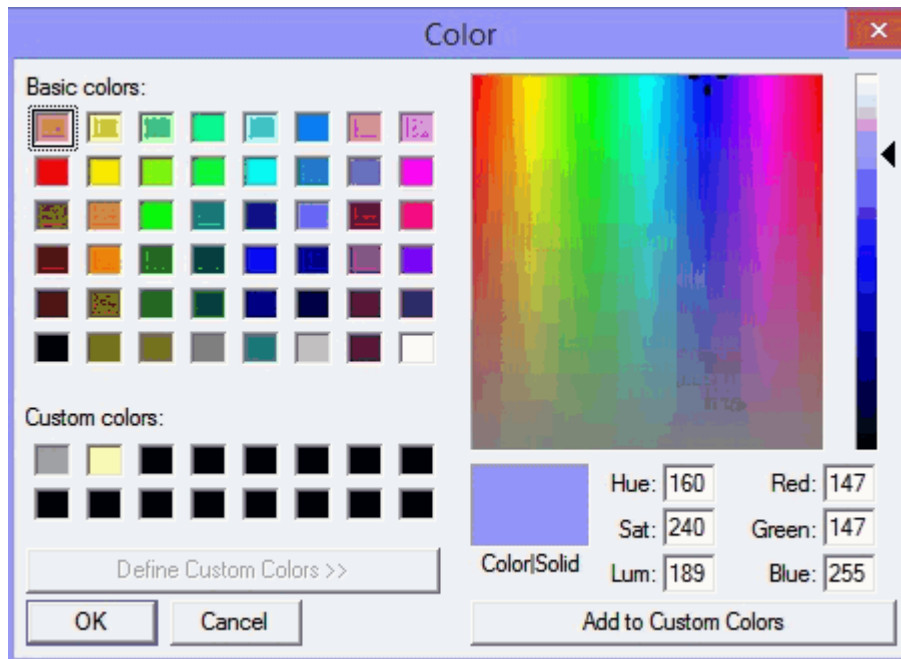 Color
Basic colors:
Custom colors:
Define Custom Colors >>
OK
Cancel
Color|Solid
Hue: 160
Sat: 240
Lum: 189
Red: 147
Green: 147
Blue: 255
Add to Custom Colors